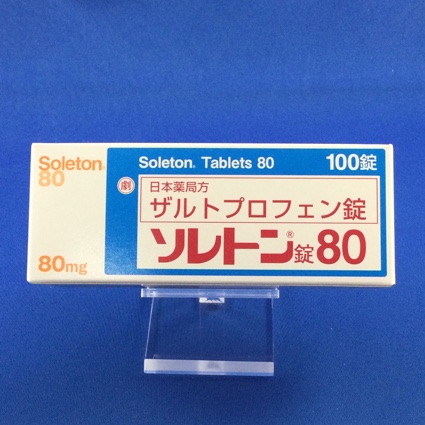 Soleton®
80
80mg
Soleton® Tablets 80
100錠
劇
日本薬局方
ザルトプロフェン錠
ソレトン®錠80